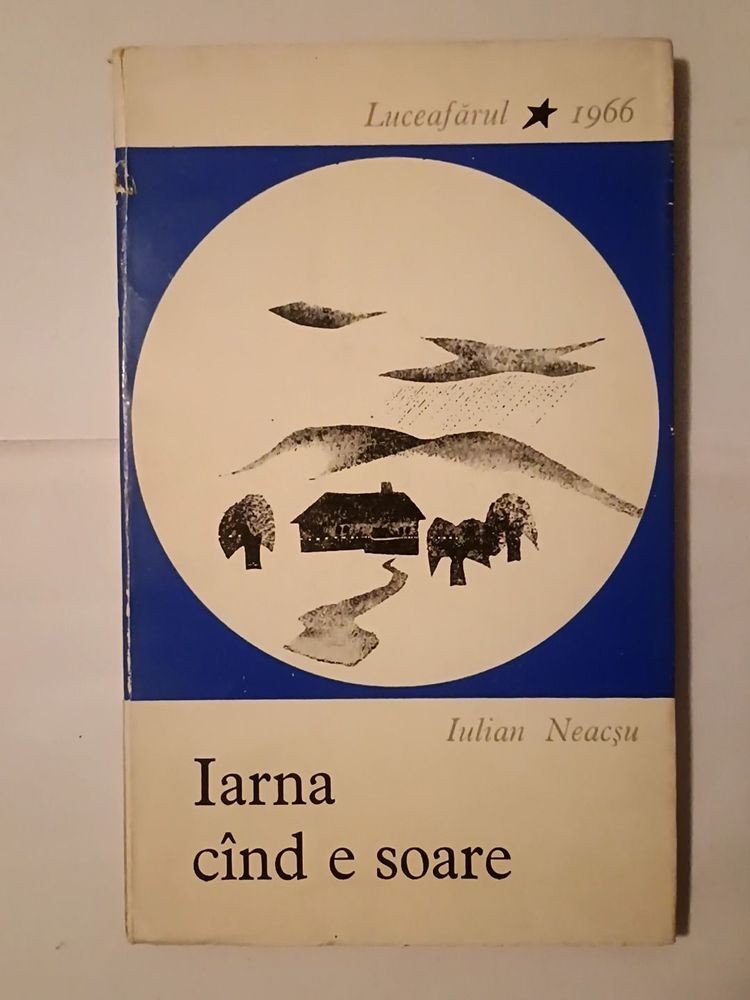 Luceafărul ★ 1966
Iulian Neacşu
Iarna
cînd e soare